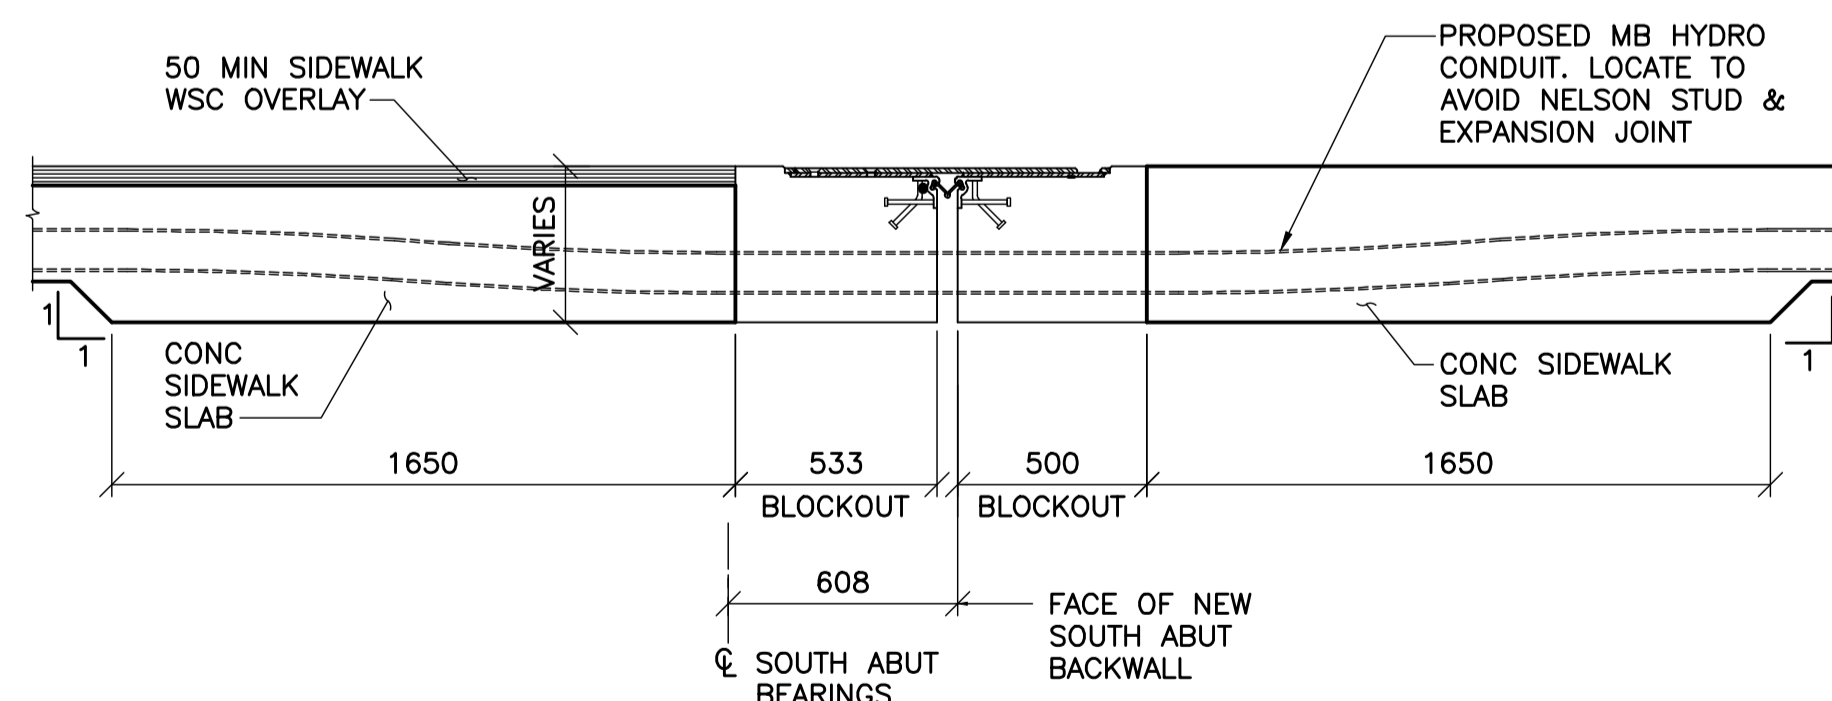 50 MIN SIDEWALK
WSC OVERLAY
PROPOSED MB HYDRO
CONDUIT. LOCATE TO
AVOID NELSON STUD &
EXPANSION JOINT
VARIES
1
1
CONC
SIDEWALK
SLAB
CONC SIDEWALK
SLAB
1
1650
533
BLOCKOUT
500
BLOCKOUT
1650
608
FACE OF NEW
SOUTH ABUT
BACKWALL
℄ SOUTH ABUT
BEARINGS